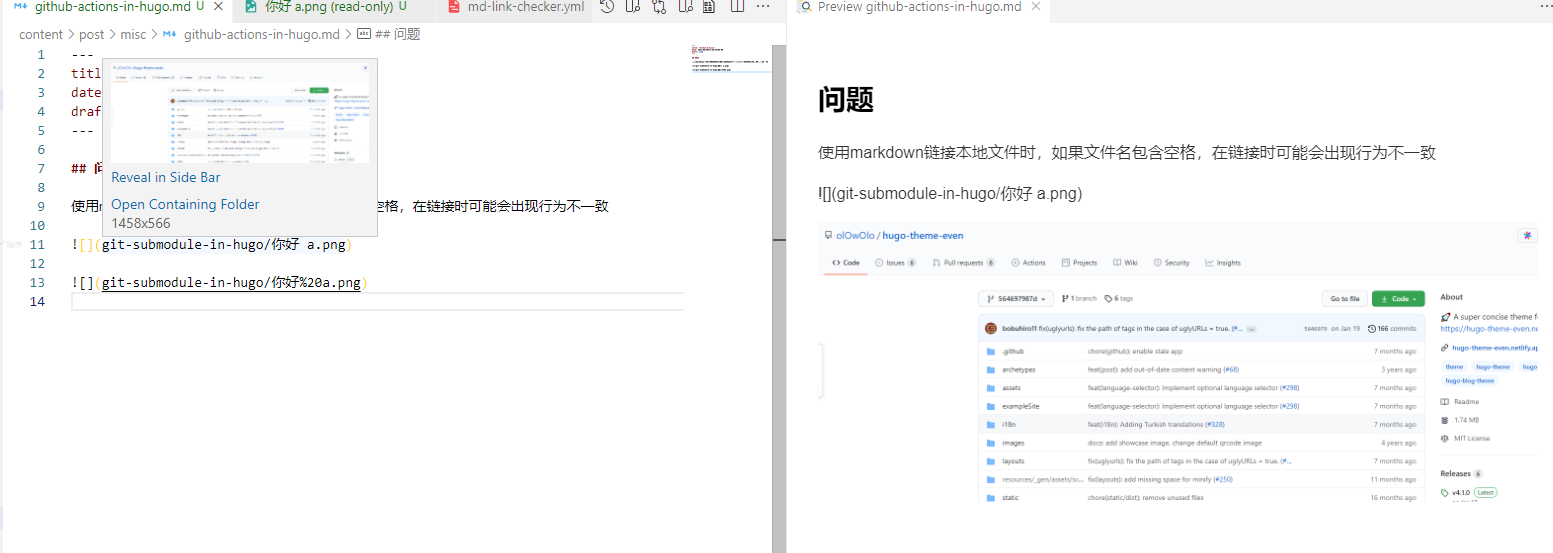 github-actions-in-hugo.md U
你好 a.png (read-only) U
md-link-checker.yml
Preview github-actions-in-hugo.md
content > post > misc > github-actions-in-hugo.md > ## 问题
1 ---
2 titl
3 date
4 draf
5 ---
6
7 ## 问
8
9 使用 空格，在链接时可能会出现行为不一致
10
11 ![](git-submodule-in-hugo/你好 a.png)
12
13 ![](git-submodule-in-hugo/你好%20a.png)
14
Reveal in Side Bar
Open Containing Folder
1458x566
问题
使用markdown链接本地文件时，如果文件名包含空格，在链接时可能会出现行为不一致
![](git-submodule-in-hugo/你好 a.png)
olOwOlo / hugo-theme-even
Code Issues 6 Pull requests 6 Actions Projects Wiki Security Insights
564697987d 1 branch 6 tags Go to file Code
bobuhiro11 fix(uglyurls): fix the path of tags in the case of uglyURLs = true. (#... 5646979 on Jan 19 166 commits
.github chore(github): enable stale app 7 months ago
archetypes feat(post): add out-of-date content warning (#68) 3 years ago
assets feat(language-selector): Implement optional language selector (#298) 7 months ago
exampleSite feat(language-selector): Implement optional language selector (#298) 7 months ago
i18n feat(i18n): Adding Turkish translations (#328) 7 months ago
images docs: add showcase image, change default qrcode image 4 years ago
layouts fix(uglyurls): fix the path of tags in the case of uglyURLs = true. (#... 7 months ago
resources/_gen/assets/sc... fix(layouts): add missing space for minify (#250) 11 months ago
static chore(static/dist): remove unused files 16 months ago
About
A super concise theme f
https://hugo-theme-even.ne
hugo-theme-even.netlify.ap
theme hugo-theme hugo
hugo-blog-theme
Readme
1.74 MB
MIT License
Releases 6
v4.1.0 Latest